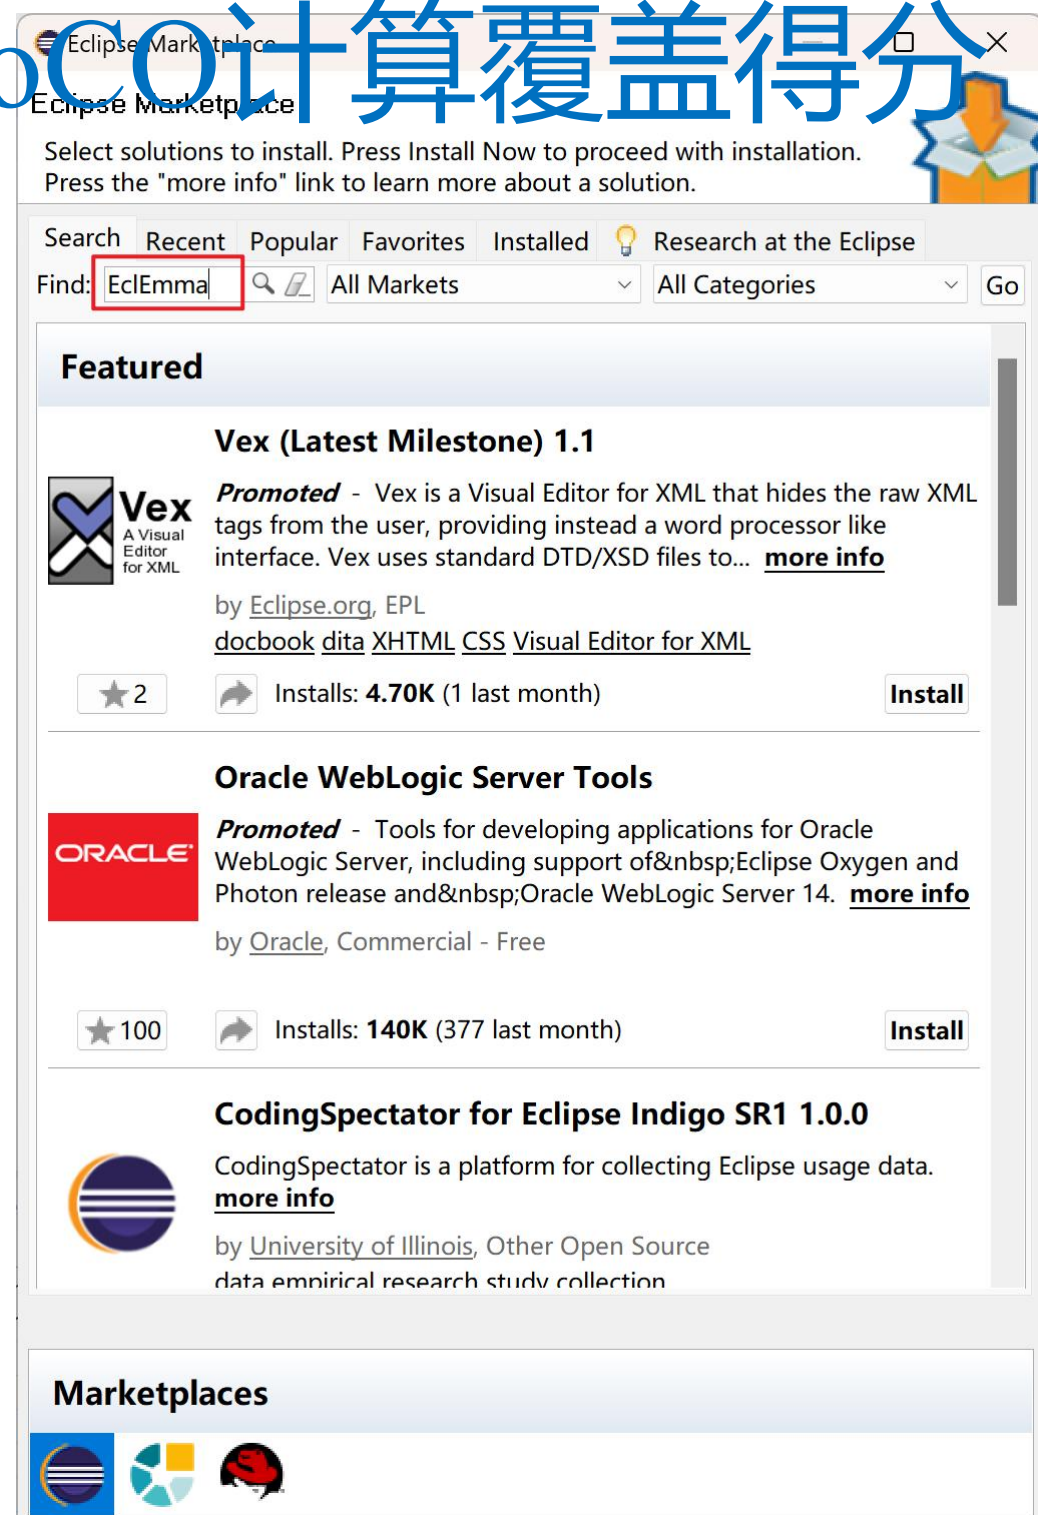 oCO计算覆盖得分
Eclipse Marketplace
Eclipse Marketplace
Select solutions to install. Press Install Now to proceed with installation.
Press the "more info" link to learn more about a solution.
Search Recent Popular Favorites Installed Research at the Eclipse
Find: EclEmma All Markets All Categories Go
Featured
Vex (Latest Milestone) 1.1
Vex
A Visual
Editor
for XML
Promoted - Vex is a Visual Editor for XML that hides the raw XML
tags from the user, providing instead a word processor like
interface. Vex uses standard DTD/XSD files to... more info
by Eclipse.org, EPL
docbook dita XHTML CSS Visual Editor for XML
2 Installs: 4.70K (1 last month) Install
Oracle WebLogic Server Tools
ORACLE
Promoted - Tools for developing applications for Oracle
WebLogic Server, including support of&nbsp;Eclipse Oxygen and
Photon release and&nbsp;Oracle WebLogic Server 14. more info
by Oracle, Commercial - Free
100 Installs: 140K (377 last month) Install
CodingSpectator for Eclipse Indigo SR1 1.0.0
CodingSpectator is a platform for collecting Eclipse usage data.
more info
by University of Illinois, Other Open Source
data empirical research study collection
Marketplaces